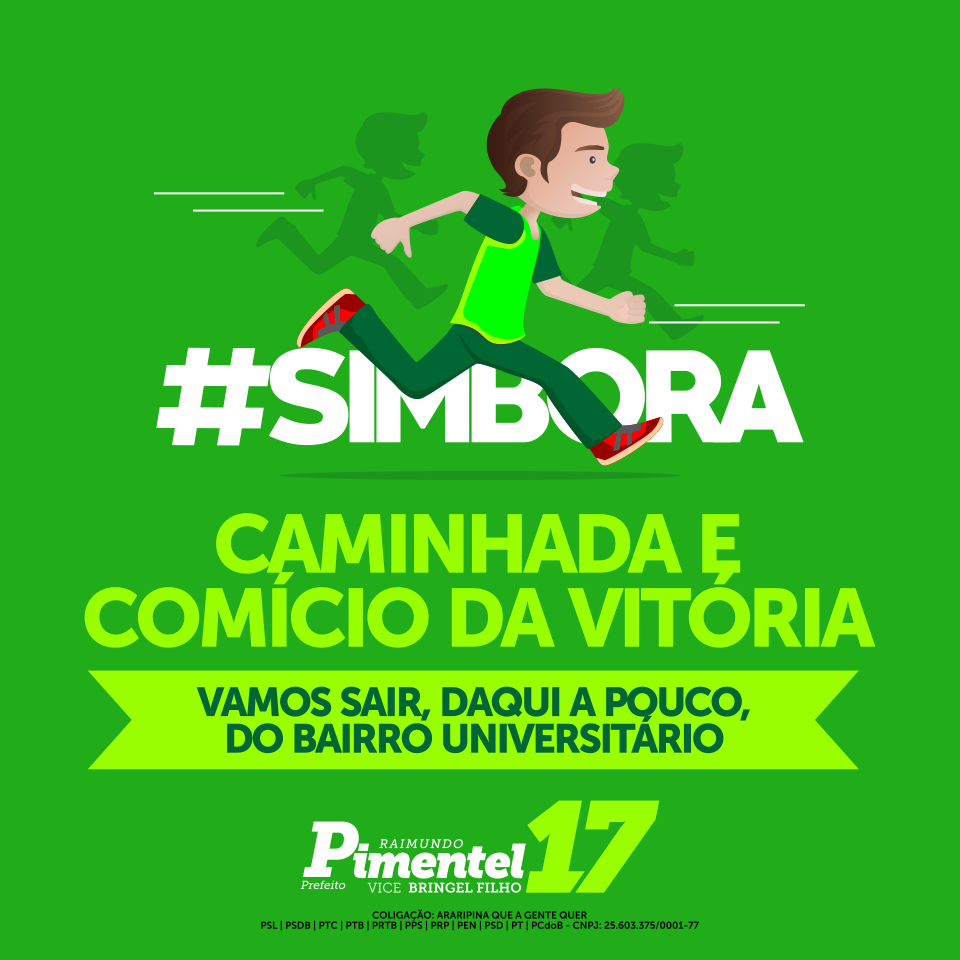 #SIMBORA
CAMINHADA E
COMÍCIO DA VITÓRIA
VAMOS SAIR, DAQUI A POUCO,
DO BAIRRO UNIVERSITÁRIO
RAIMUNDO
Pimentel 17
Prefeito VICE BRINGEL FILHO
COLIGAÇÃO: ARARIPINA QUE A GENTE QUER
PSL | PSDB | PTC | PTB | PRTB | PPS | PRP | PEN | PSD | PT | PCdoB - CNPJ: 25.603.375/0001-77